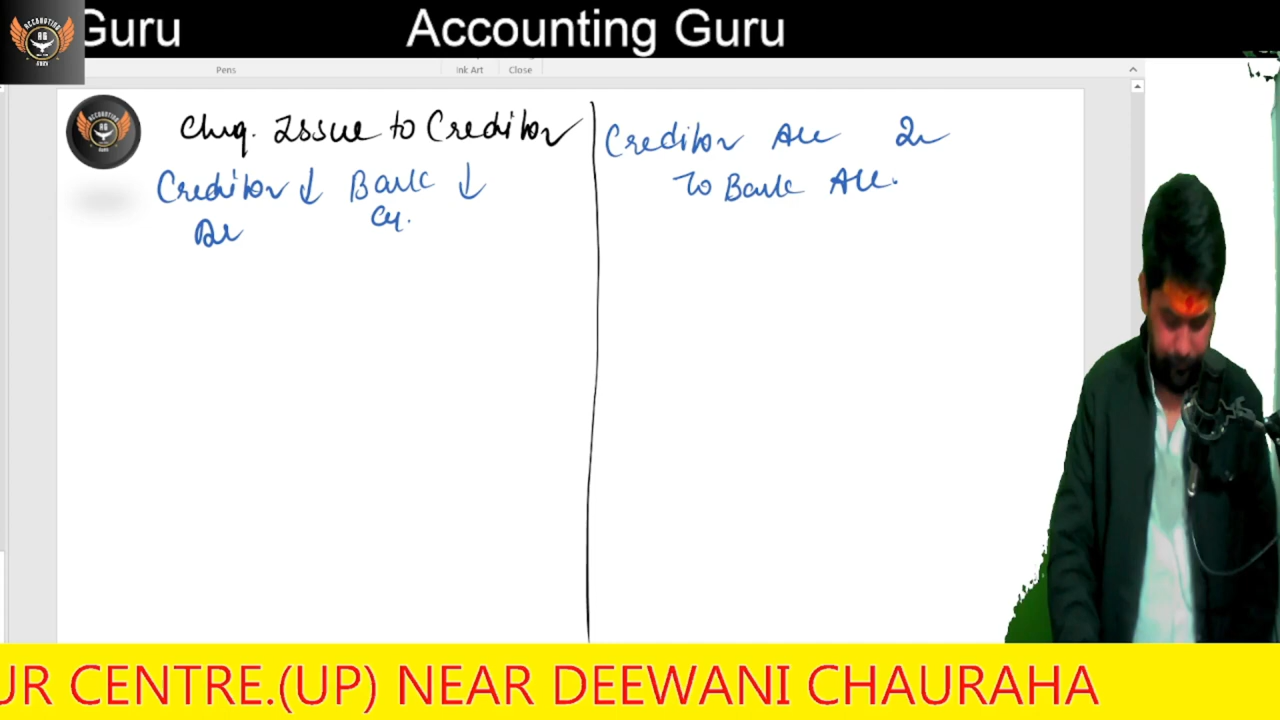 Guru Accounting Guru
Pens Ink Art Close
Chq. Issue to Creditor
Creditor ↓ Bank ↓
Dr Cr.
Creditor A/c Dr
To Bank A/c.
UR CENTRE.(UP) NEAR DEEWANI CHAURAHA